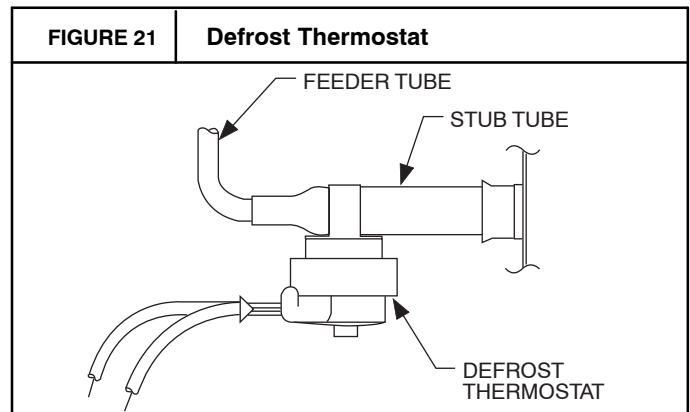 FIGURE 21
Defrost Thermostat
FEEDER TUBE
STUB TUBE
DEFROST
THERMOSTAT